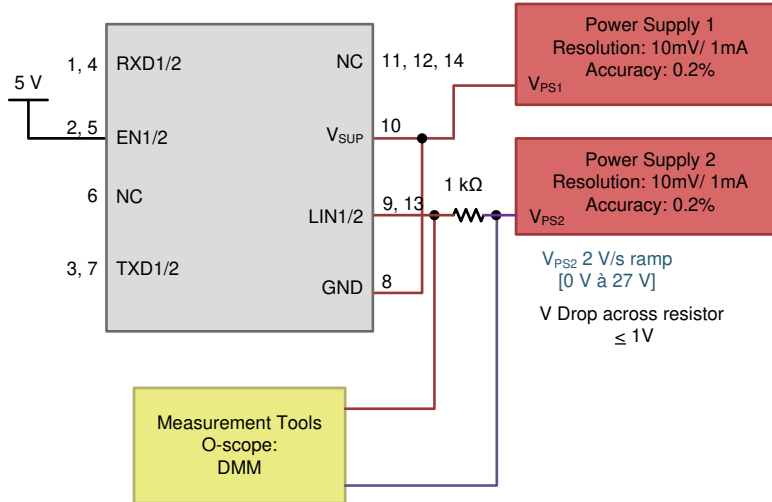 5 V
1, 4
RXD1/2
2, 5
EN1/2
6
NC
3, 7
TXD1/2
NC
11, 12, 14
VSUP
10
LIN1/2
9, 13
GND
8
1 kΩ
Power Supply 1
Resolution: 10mV/ 1mA
Accuracy: 0.2%
VPS1
Power Supply 2
Resolution: 10mV/ 1mA
Accuracy: 0.2%
VPS2
VPS2 2 V/s ramp
[0 V à 27 V]
V Drop across resistor
≤ 1V
Measurement Tools
O-scope:
DMM